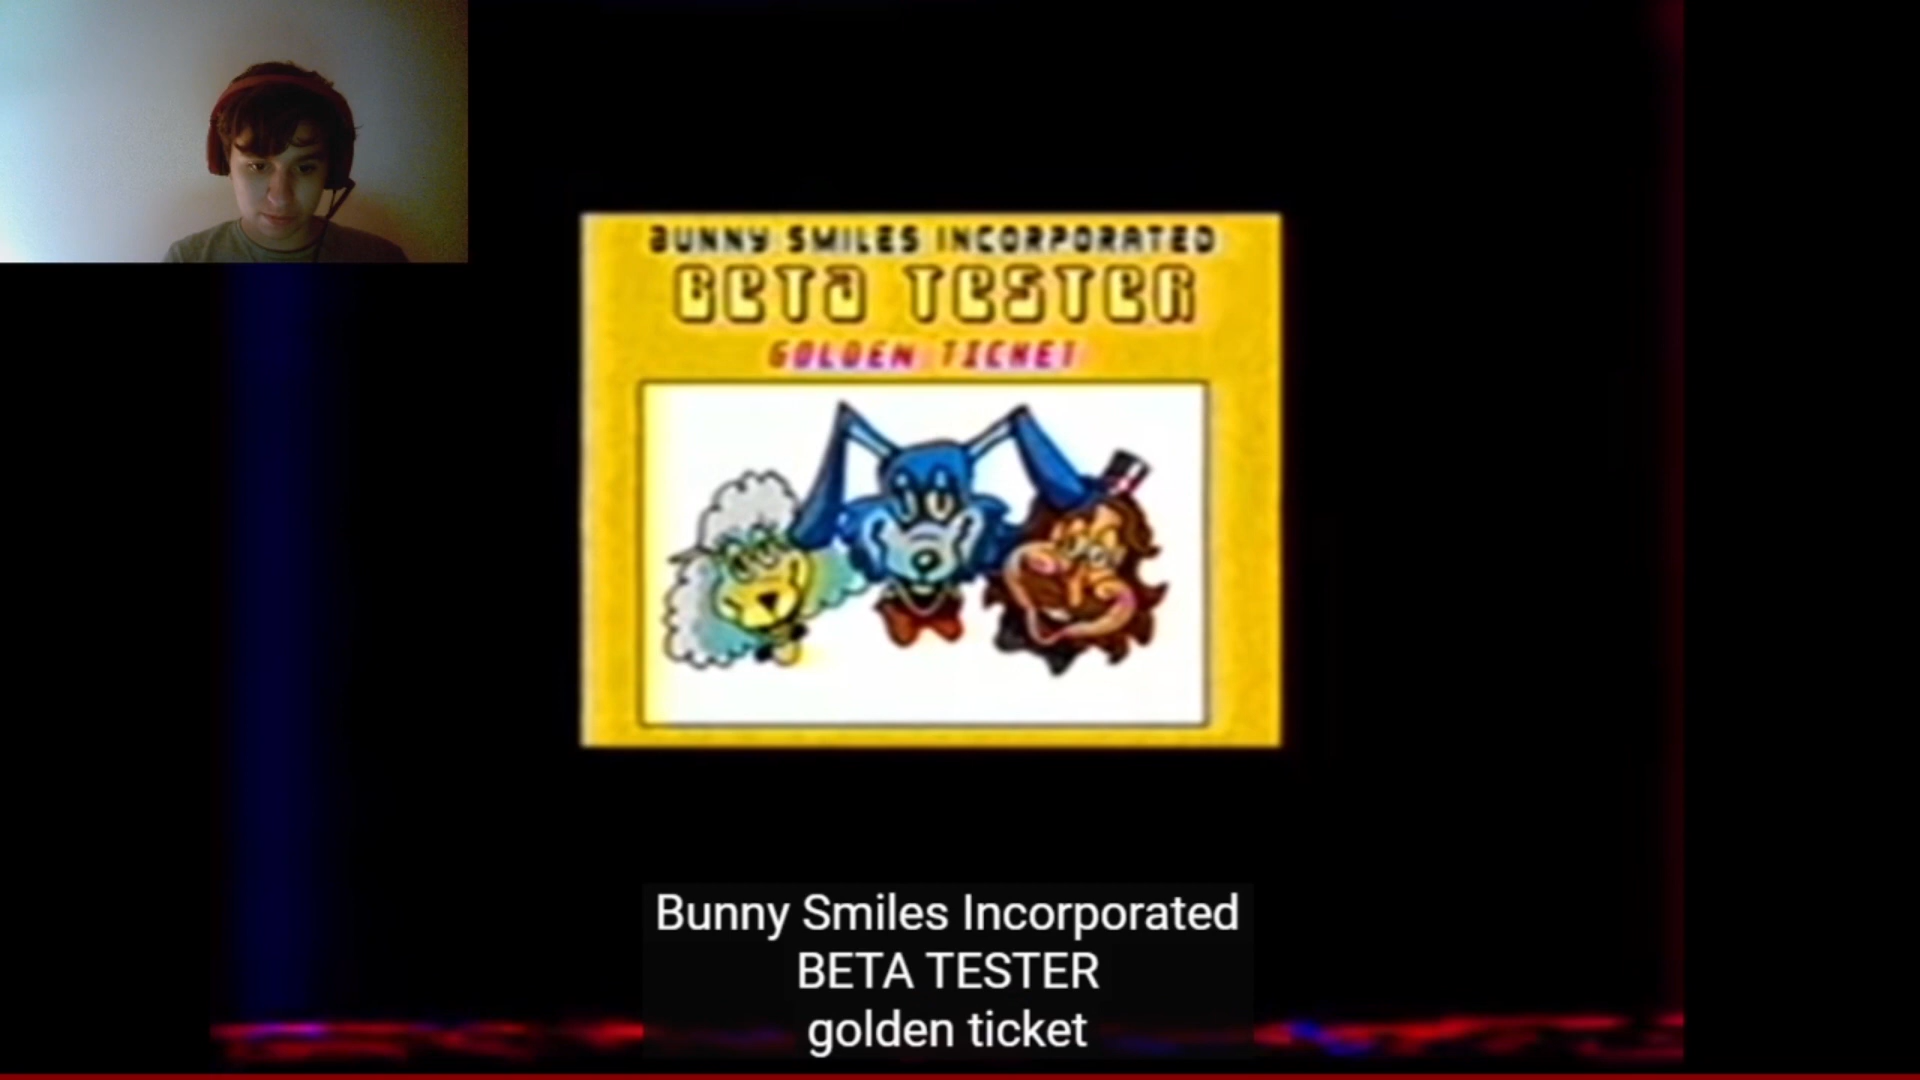 BUNNY SMILES INCORPORATED
BETA TESTER
GOLDEN TICKET
Bunny Smiles Incorporated
BETA TESTER
golden ticket